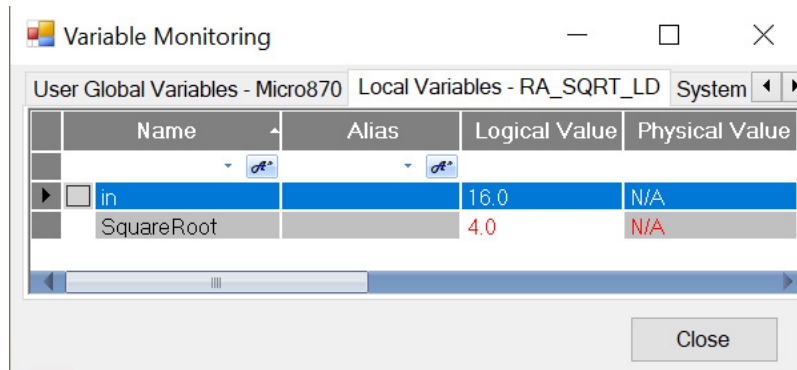 Variable Monitoring
User Global Variables - Micro870 Local Variables - RA_SQRT_LD System
Name Alias Logical Value Physical Value
in 16.0 N/A
SquareRoot 4.0 N/A
Close